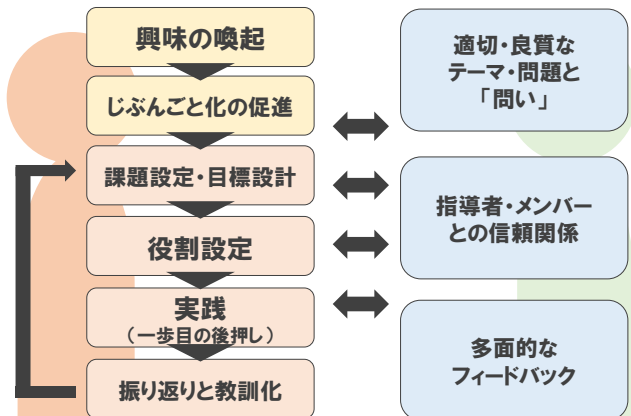 興味の喚起
じぶんごと化の促進
課題設定・目標設計
役割設定
実践
（一歩目の後押し）
振り返りと教訓化
適切・良質な
テーマ・問題と
「問い」
指導者・メンバー
との信頼関係
多面的な
フィードバック